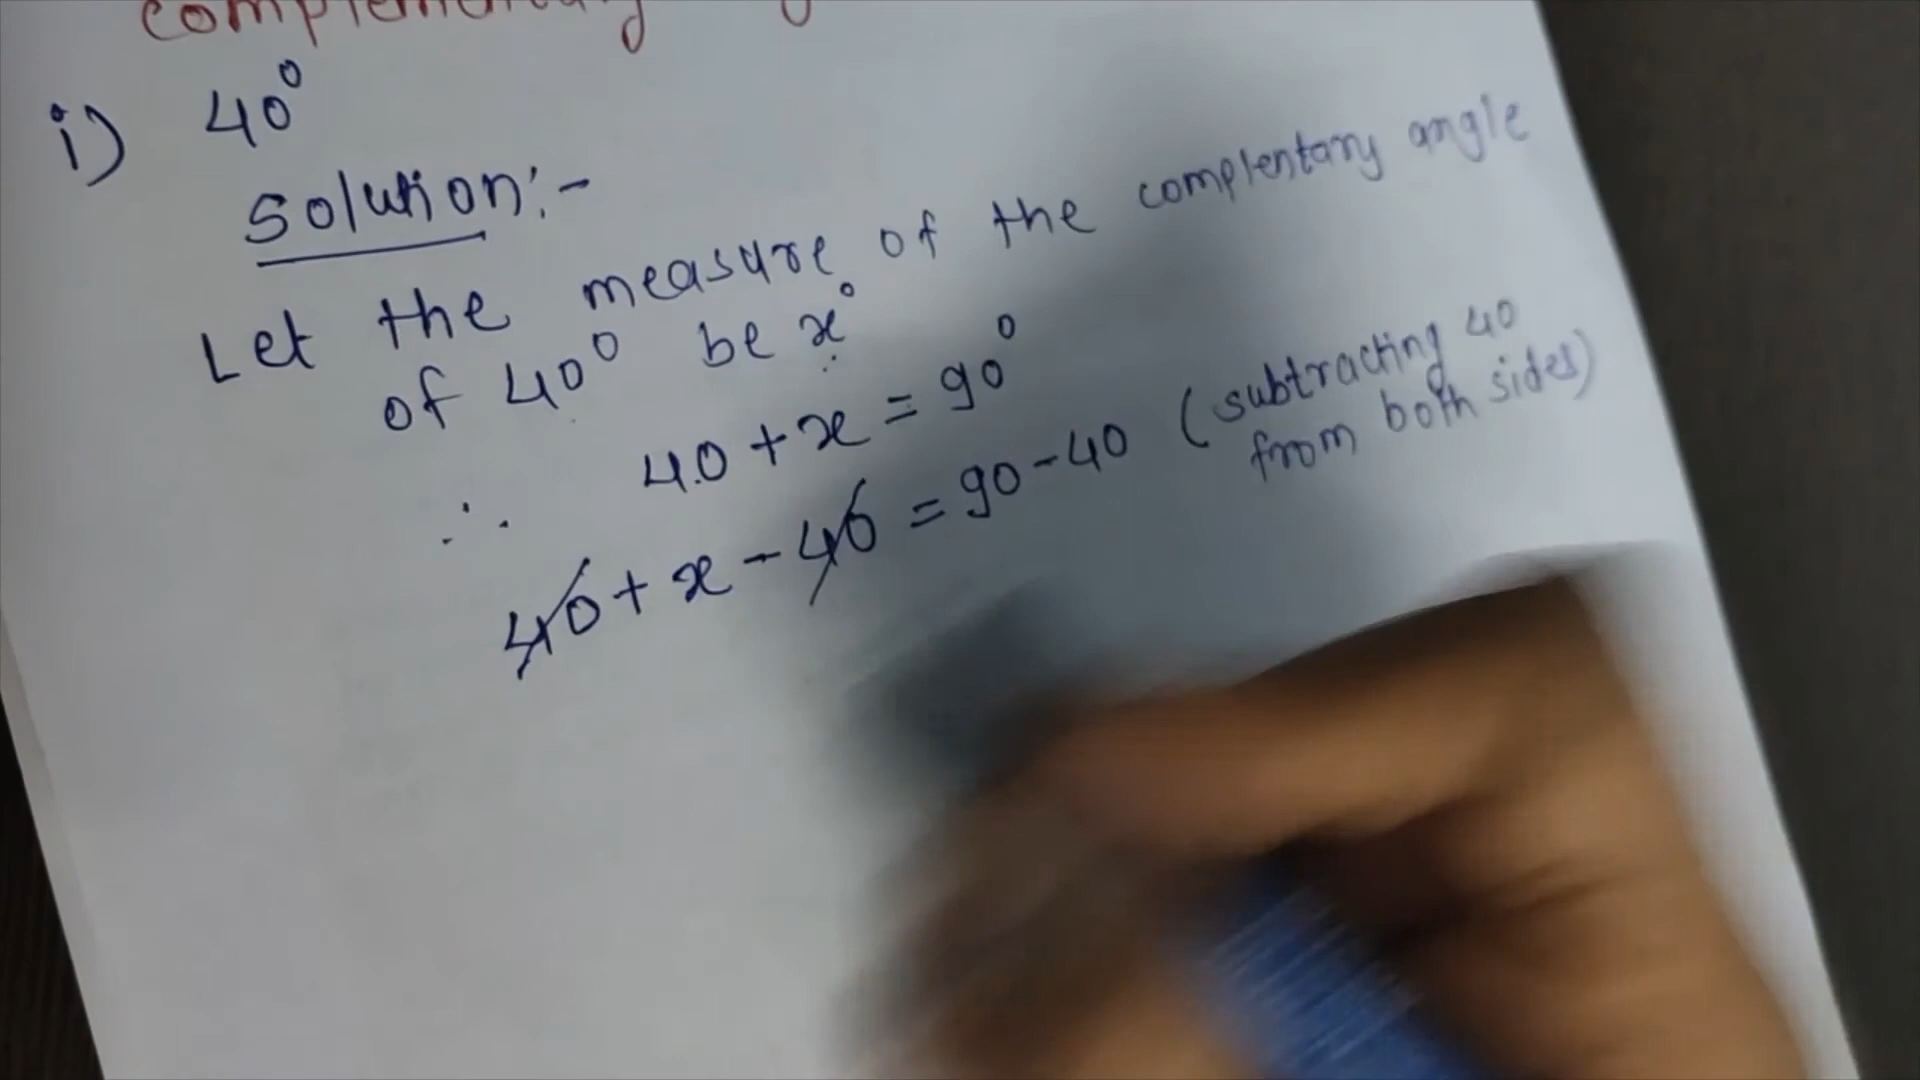 complementary
i) 40°
Solution:-
Let the measure of the complentary angle
of 40° be x°
40 + x = 90°
∴ 40 + x - 40 = 90 - 40 (subtracting 40
from both sides)